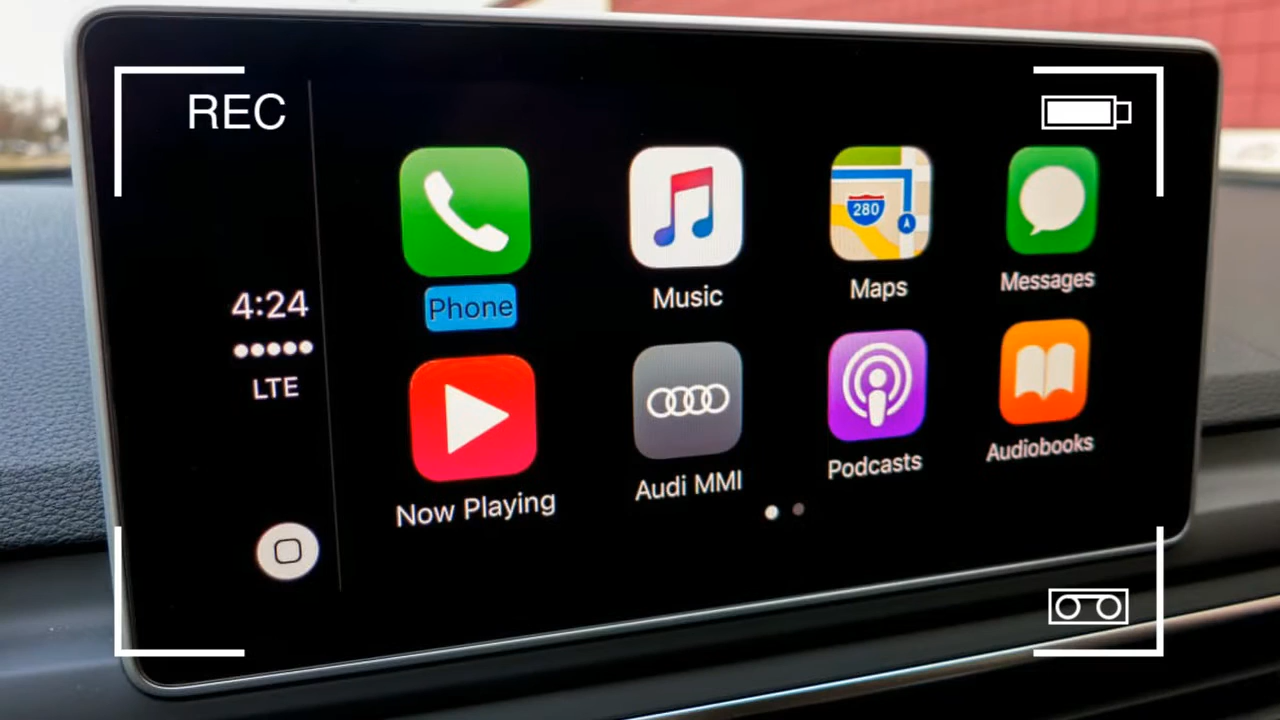 REC
Phone
Music
280
Maps
Messages
4:24
LTE
Now Playing
Audi MMI
Podcasts
Audiobooks